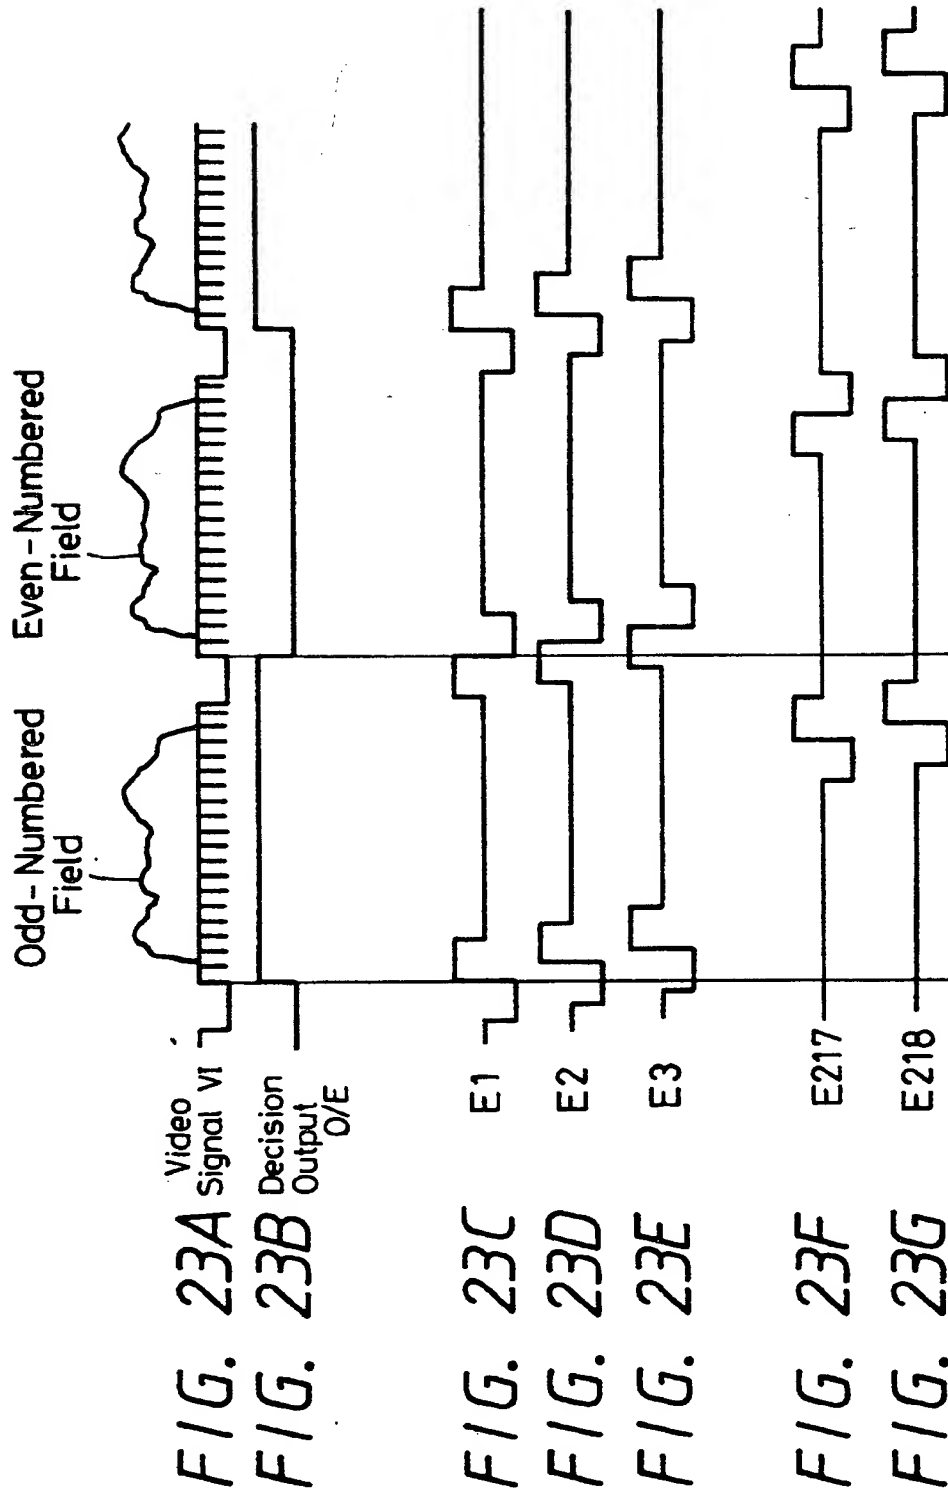 Odd-Numbered
Field
Even-Numbered
Field
FIG. 23A
Video
Signal VI
FIG. 23B
Decision
Output
O/E
FIG. 23C
E1
FIG. 23D
E2
FIG. 23E
E3
FIG. 23F
E217
FIG. 23G
E218